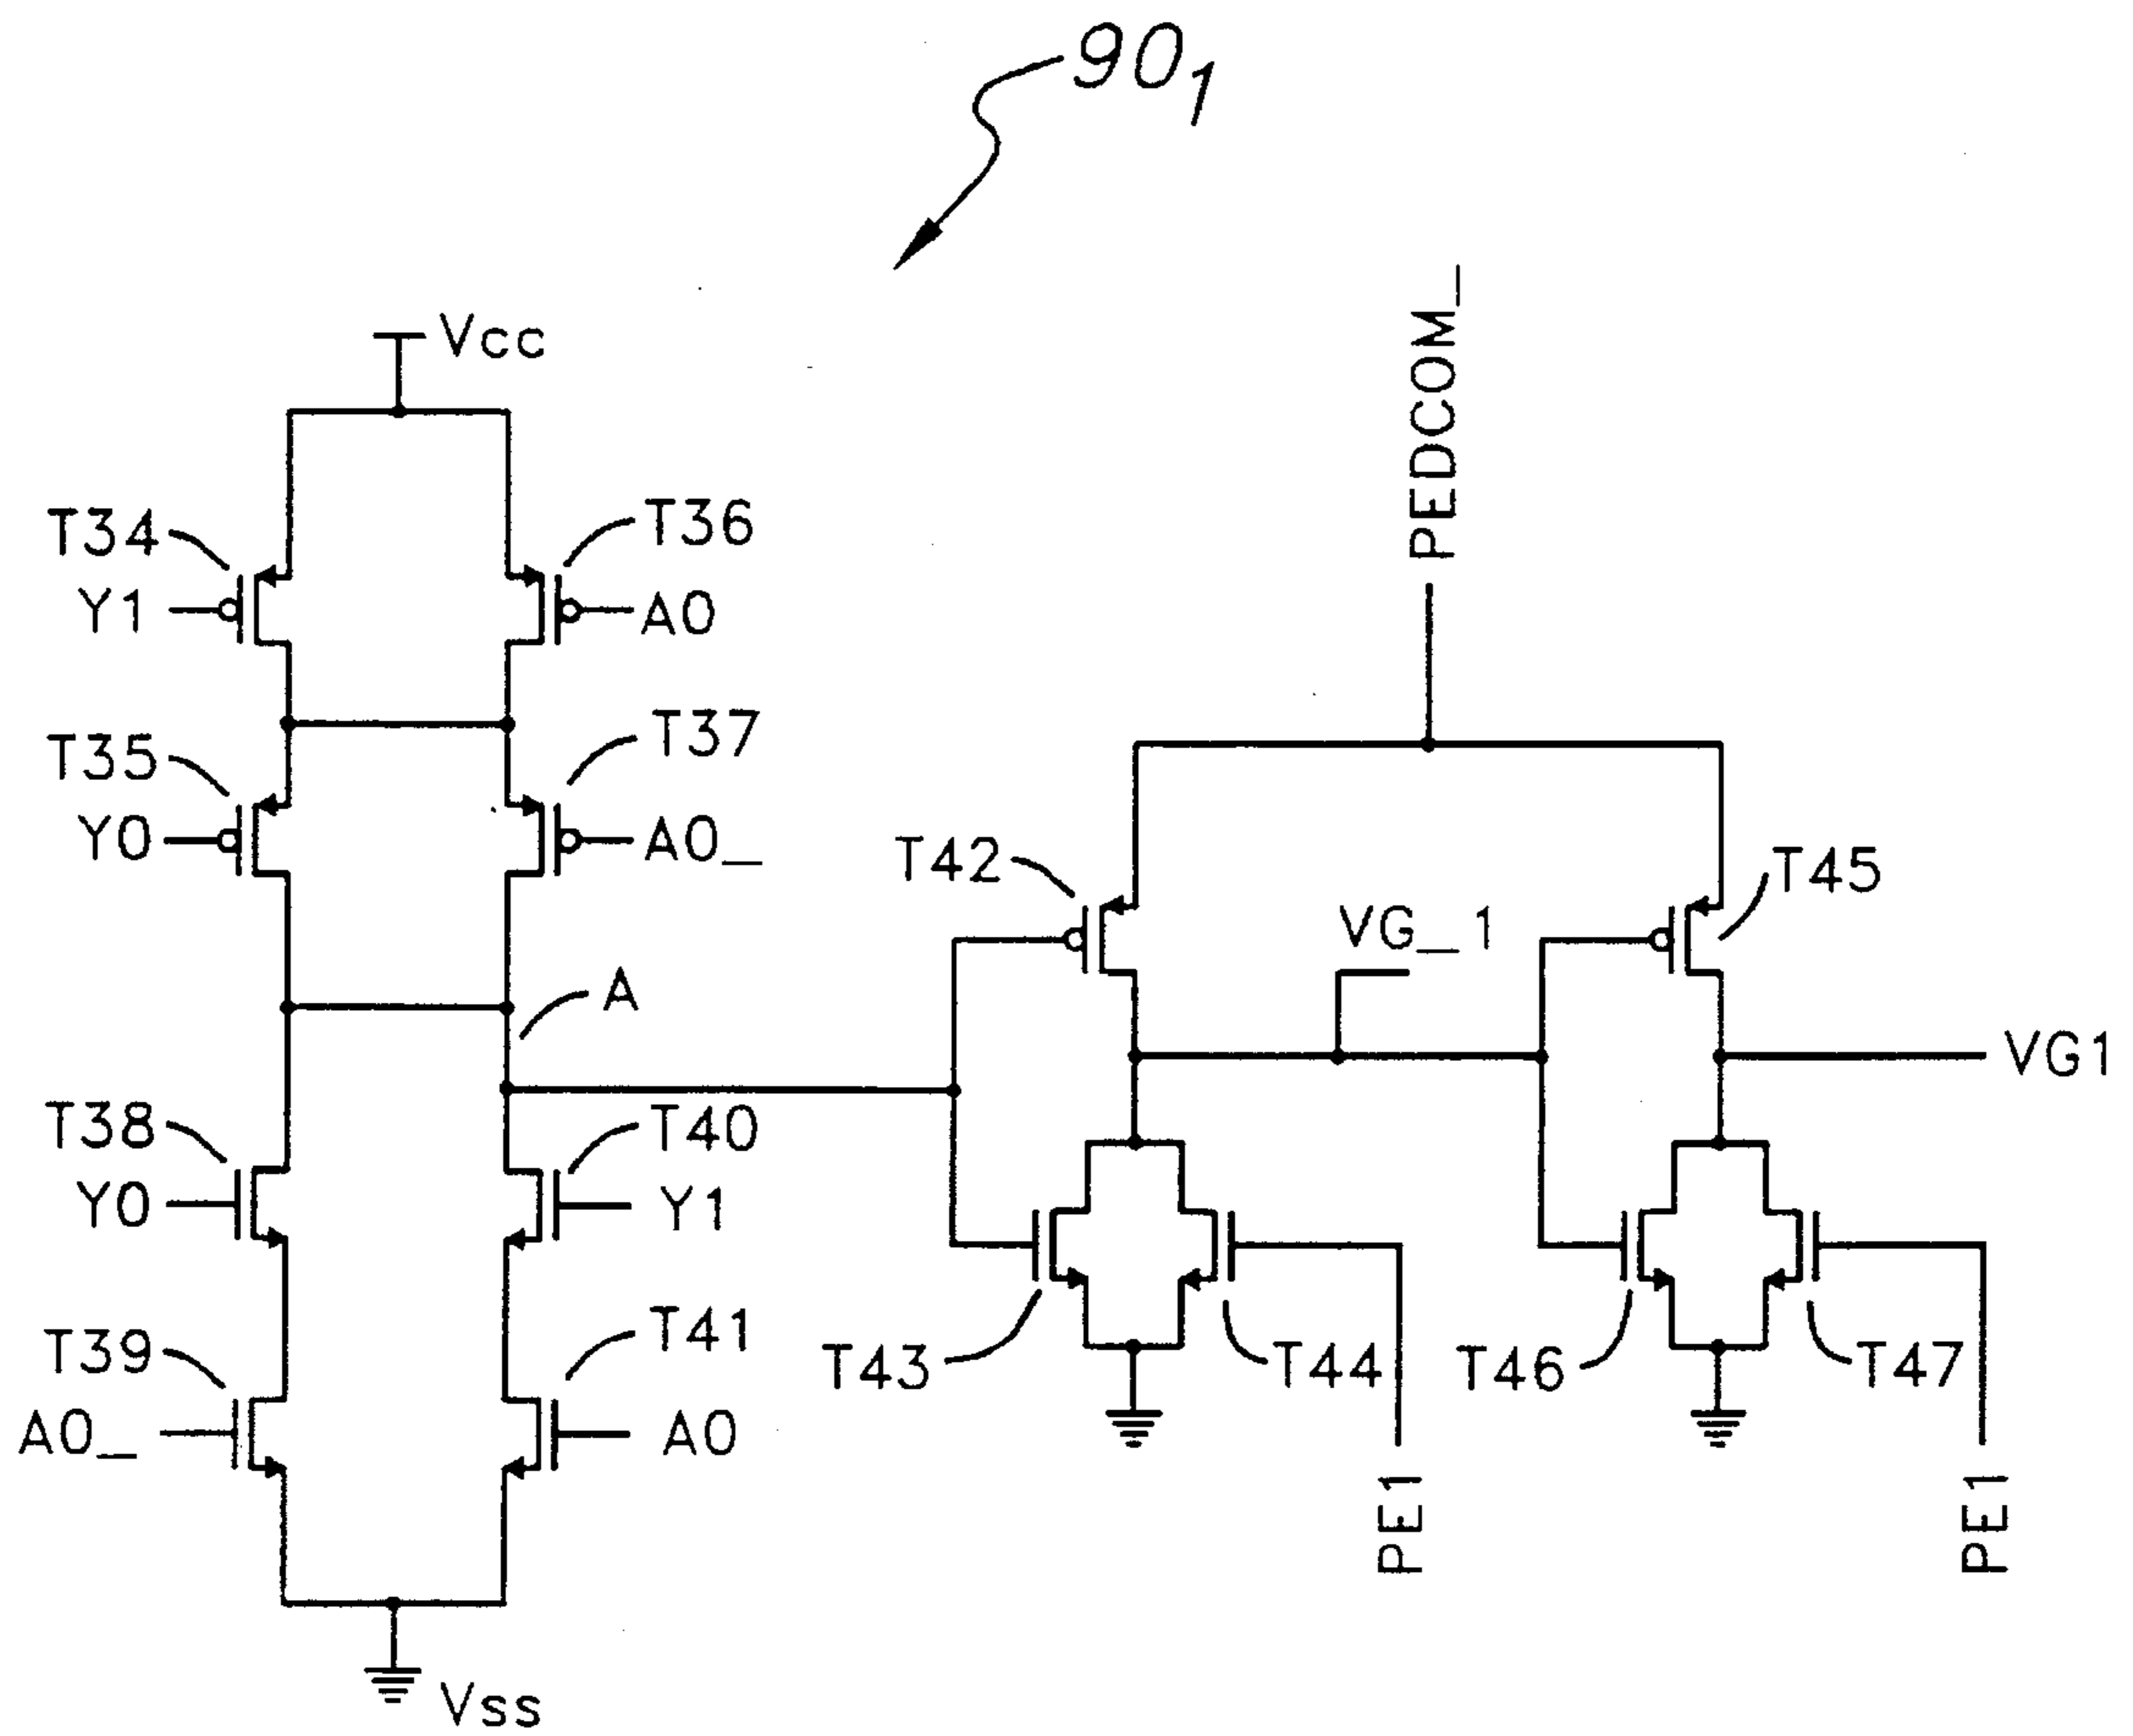 90₁
Vcc
PEDCOM_
T34
T36
Y1
A0
T35
T37
Y0
A0_
T42
T45
VG_1
A
VG1
T38
T40
Y0
Y1
T39
T41
T43
T44
T46
T47
A0_
A0
PE1
PE1
Vss